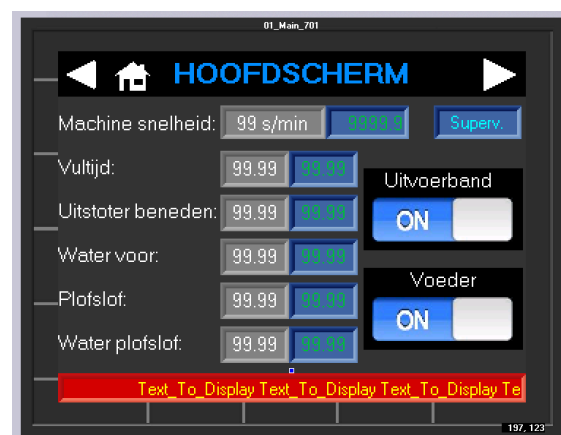 01_Main_701
HOOFDSCHERM
Machine snelheid: 99 s/min 9999.9 Superv.
Vultijd: 99.99 99.99
Uitvoerband
Uitstoter beneden: 99.99 99.99
ON
Water voor: 99.99 99.99
Voeder
Plofslof: 99.99 99.99
ON
Water plofslof: 99.99 99.99
Text_To_Display Text_To_Display Text_To_Display Te
197, 123